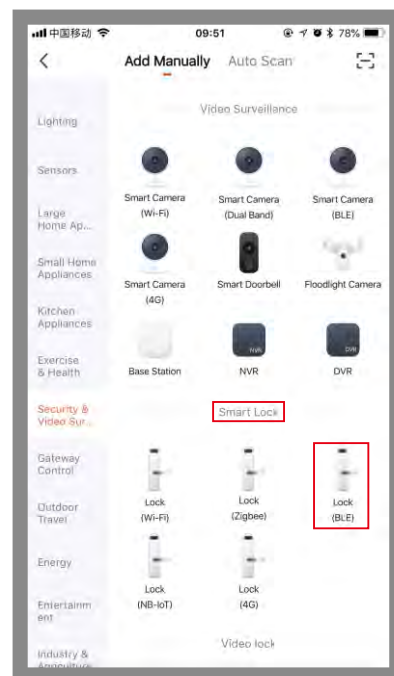 中国移动 09:51 78%
Add Manually Auto Scan
Lighting
Sensors
Large
Home Ap...
Small Home
Appliances
Kitchen
Appliances
Exercise
& Health
Security &
Video Sur...
Gateway
Control
Outdoor
Travel
Energy
Entertainm
ent
Industry &
Agriculture
Video Surveillance
Smart Camera
(Wi-Fi)
Smart Camera
(Dual Band)
Smart Camera
(BLE)
Smart Camera
(4G)
Smart Doorbell
Floodlight Camera
Base Station
NVR
NVR
DVR
DVR
Smart Lock
Lock
(Wi-Fi)
Lock
(Zigbee)
Lock
(BLE)
Lock
(NB-IoT)
Lock
(4G)
Video lock